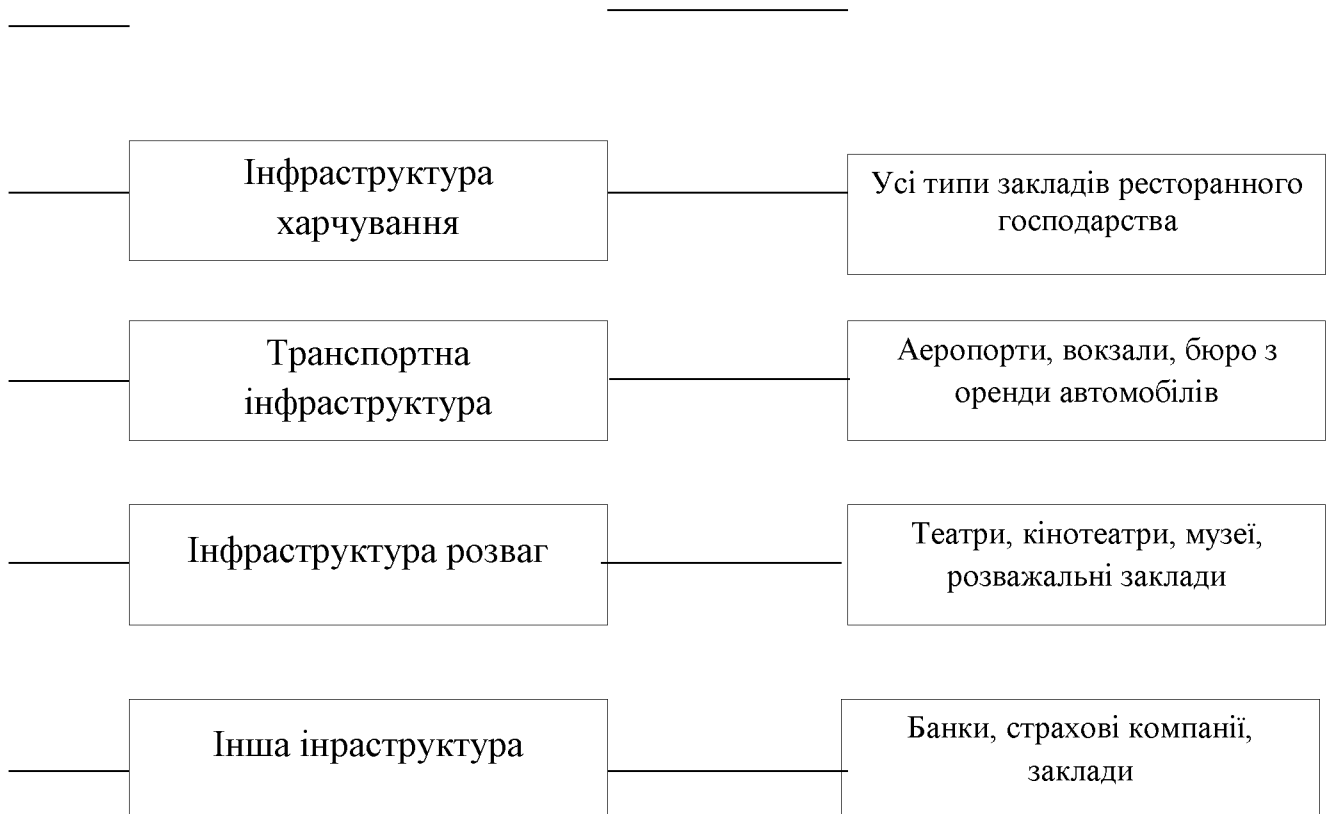 Інфраструктура
харчування
Усі типи закладів ресторанного
господарства
Транспортна
інфраструктура
Аеропорти, вокзали, бюро з
оренди автомобілів
Інфраструктура розваг
Театри, кінотеатри, музеї,
розважальні заклади
Інша інраструктура
Банки, страхові компанії,
заклади